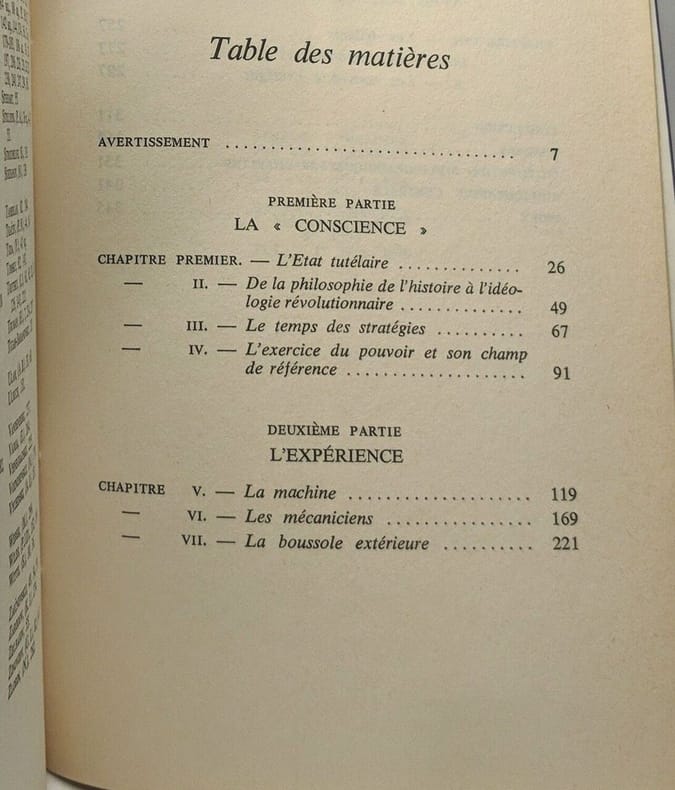 Table des matières
AVERTISSEMENT ................................ 7
PREMIÈRE PARTIE
LA « CONSCIENCE »
CHAPITRE PREMIER. — L'Etat tutélaire .............. 26
— II. — De la philosophie de l'histoire à l'idéo-
logie révolutionnaire .............. 49
— III. — Le temps des stratégies .......... 67
— IV. — L'exercice du pouvoir et son champ
de référence .................... 91
DEUXIÈME PARTIE
L'EXPÉRIENCE
CHAPITRE V. — La machine .................... 119
— VI. — Les mécaniciens ................ 169
— VII. — La boussole extérieure .......... 221